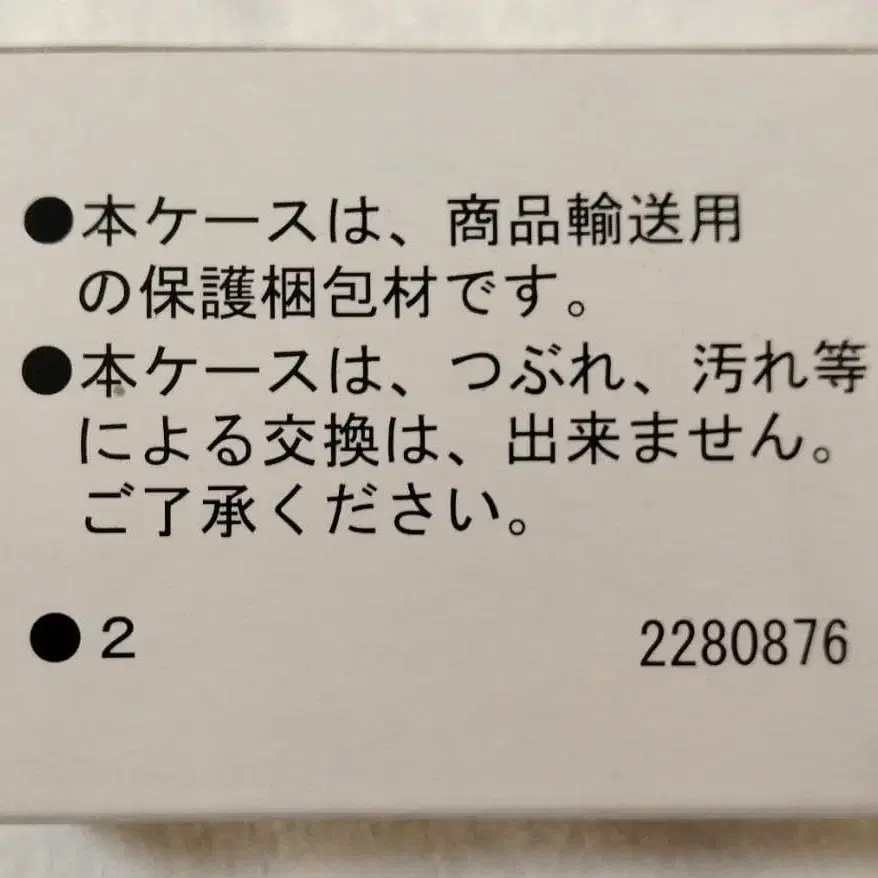 ●本ケースは、商品輸送用
の保護梱包材です。
●本ケースは、つぶれ、汚れ等
による交換は、出来ません。
ご了承ください。
●2 2280876